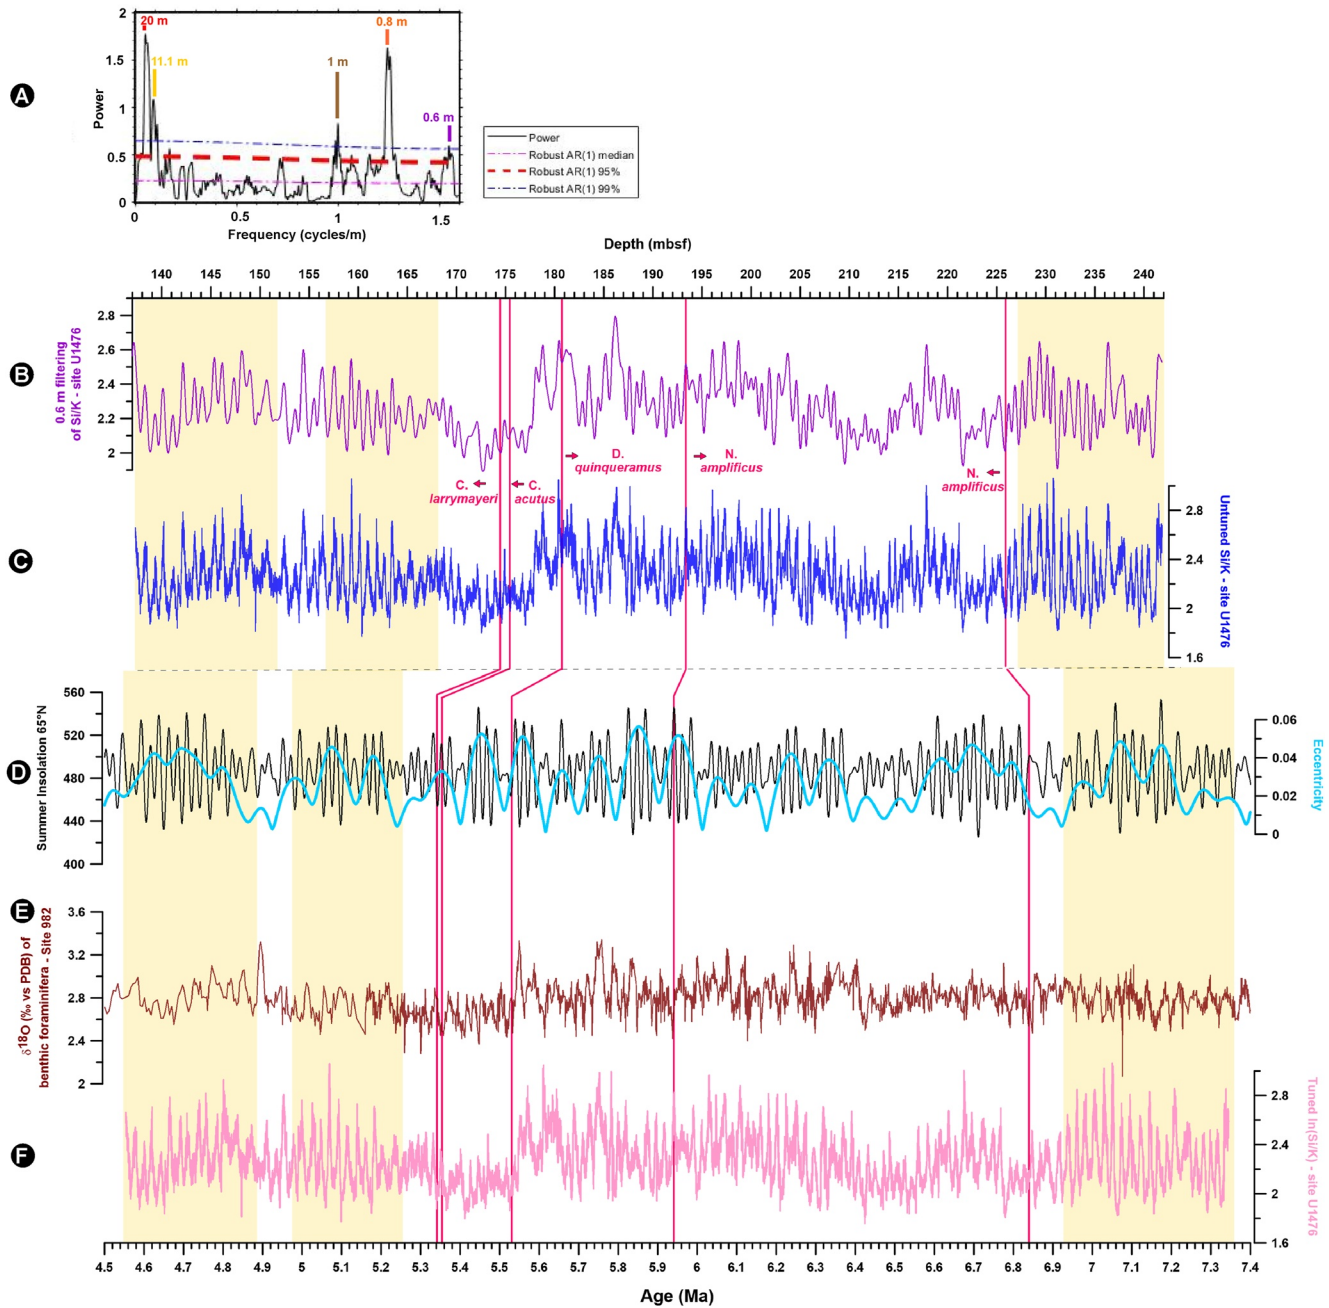 A
2
1.5
1
0.5
0
Power
20 m
11.1 m
1 m
0.8 m
0.6 m
0
0.5
1
1.5
Frequency (cycles/m)
Power
Robust AR(1) median
Robust AR(1) 95%
Robust AR(1) 99%
Depth (mbsf)
140 145 150 155 160 165 170 175 180 185 190 195 200 205 210 215 220 225 230 235 240
B
0.6 m filtering
of Si/K - site U1476
2.8
2.6
2.4
2.2
2
C.
larrymayeri
C.
acutus
D.
quinqueramus
N.
amplificus
N.
amplificus
C
2.8
2.4
2
1.6
Untuned Si/K - site U1476
D
Summer Insolation 65°N
560
520
480
440
400
0.06
0.04
0.02
0
Eccentricity
E
δ18O (‰ vs PDB) of
benthic foraminifera - Site 982
3.6
3.2
2.8
2.4
2
F
2.8
2.4
2
1.6
Tuned ln(Si/K) - site U1476
4.5 4.6 4.7 4.8 4.9 5 5.1 5.2 5.3 5.4 5.5 5.6 5.7 5.8 5.9 6 6.1 6.2 6.3 6.4 6.5 6.6 6.7 6.8 6.9 7 7.1 7.2 7.3 7.4
Age (Ma)